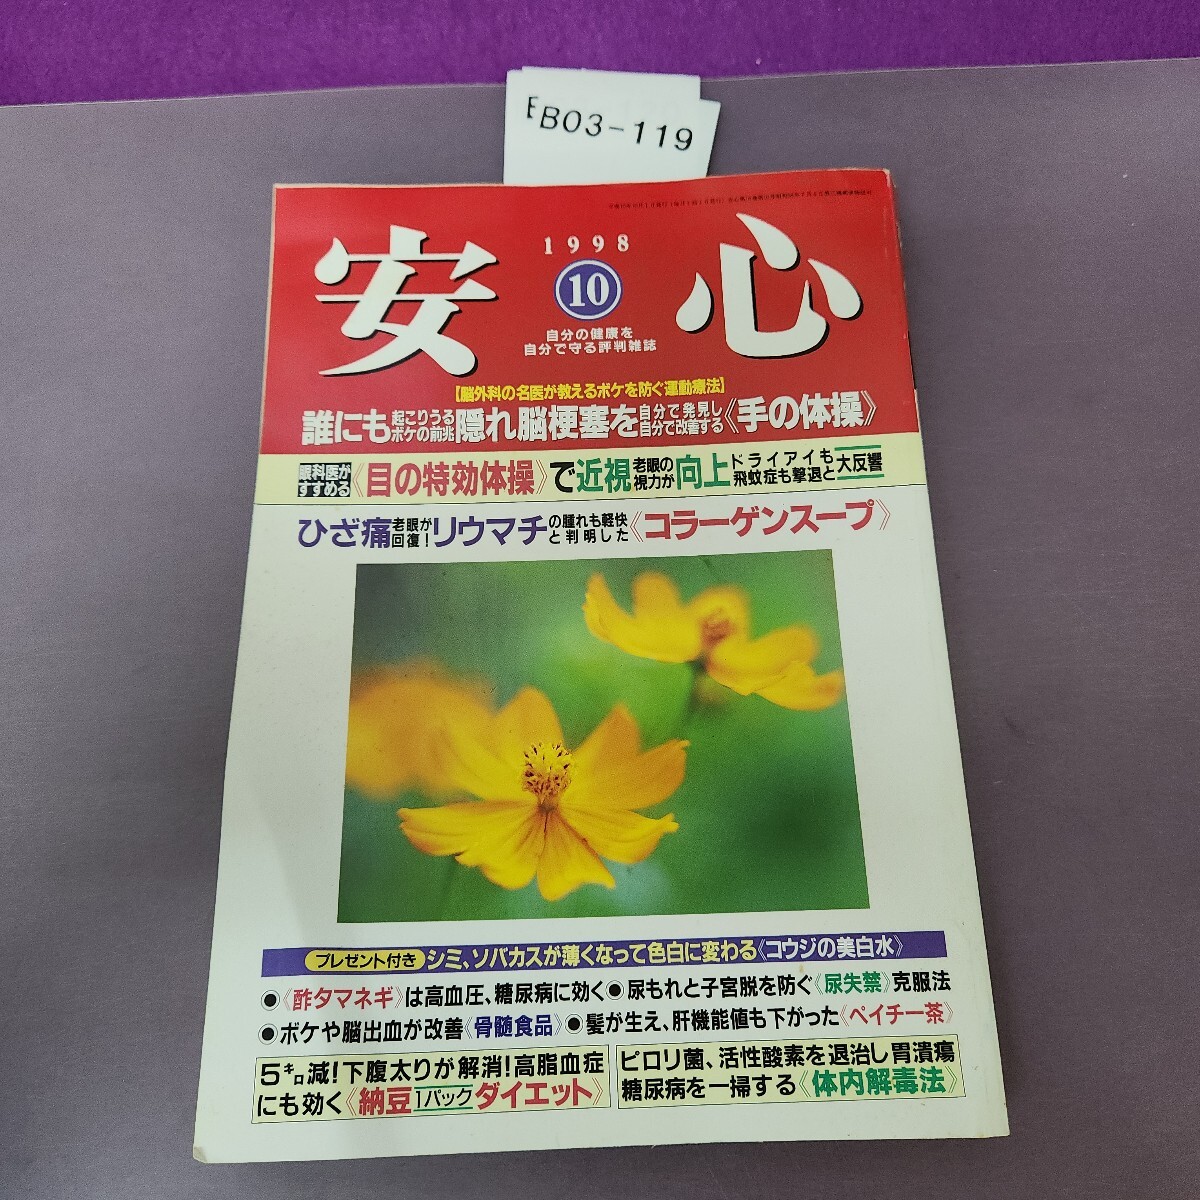 EB03-119
安心
1998
10
自分の健康を
自分で守る評判雑誌
【脳外科の名医が教えるボケを防ぐ運動療法】
誰にも起こりうるボケの前兆隠れ脳梗塞を自分で発見し自分で改善する《手の体操》
眼科医がすすめる《目の特効体操》で近視老眼の視力が向上ドライアイも飛蚊症も撃退と大反響
ひざ痛老眼が回復!リウマチの腫れも軽快と判明した《コラーゲンスープ》
プレゼント付き シミ、ソバカスが薄くなって色白に変わる《コウジの美白水》
●《酢タマネギ》は高血圧、糖尿病に効く●尿もれと子宮脱を防ぐ《尿失禁》克服法
●ボケや脳出血が改善《骨髄食品》●髪が生え、肝機能値も下がった《ペイチー茶》
5キロ減!下腹太りが解消!高脂血症
にも効く《納豆1パックダイエット》
ピロリ菌、活性酸素を退治し胃潰瘍
糖尿病を一掃する《体内解毒法》